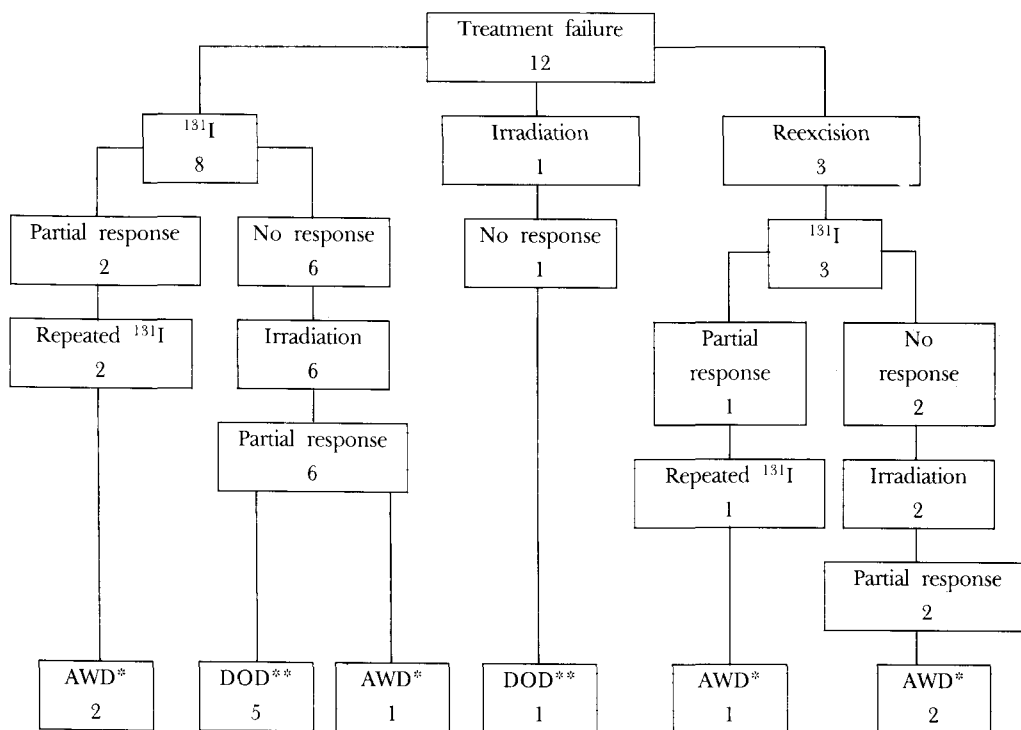 Treatment failure
12
¹³¹I
8
Irradiation
1
Reexcision
3
Partial response
2
No response
6
No response
1
¹³¹I
3
Repeated ¹³¹I
2
Irradiation
6
Partial
response
1
No
response
2
Partial response
6
Repeated ¹³¹I
1
Irradiation
2
Partial response
2
AWD*
2
DOD**
5
AWD*
1
DOD**
1
AWD*
1
AWD*
2